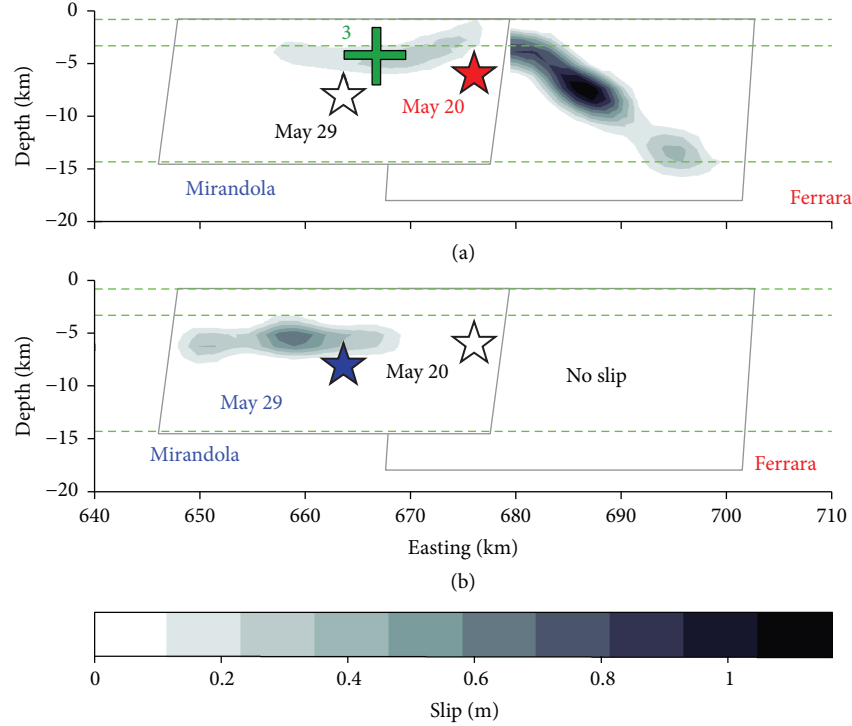 0
3
−5
Depth (km)
May 20
−10
May 29
−15
Mirandola
Ferrara
−20
(a)
0
−5
Depth (km)
May 20
No slip
−10
May 29
−15
Mirandola
Ferrara
−20
640 650 660 670 680 690 700 710
Easting (km)
(b)
0 0.2 0.4 0.6 0.8 1
Slip (m)